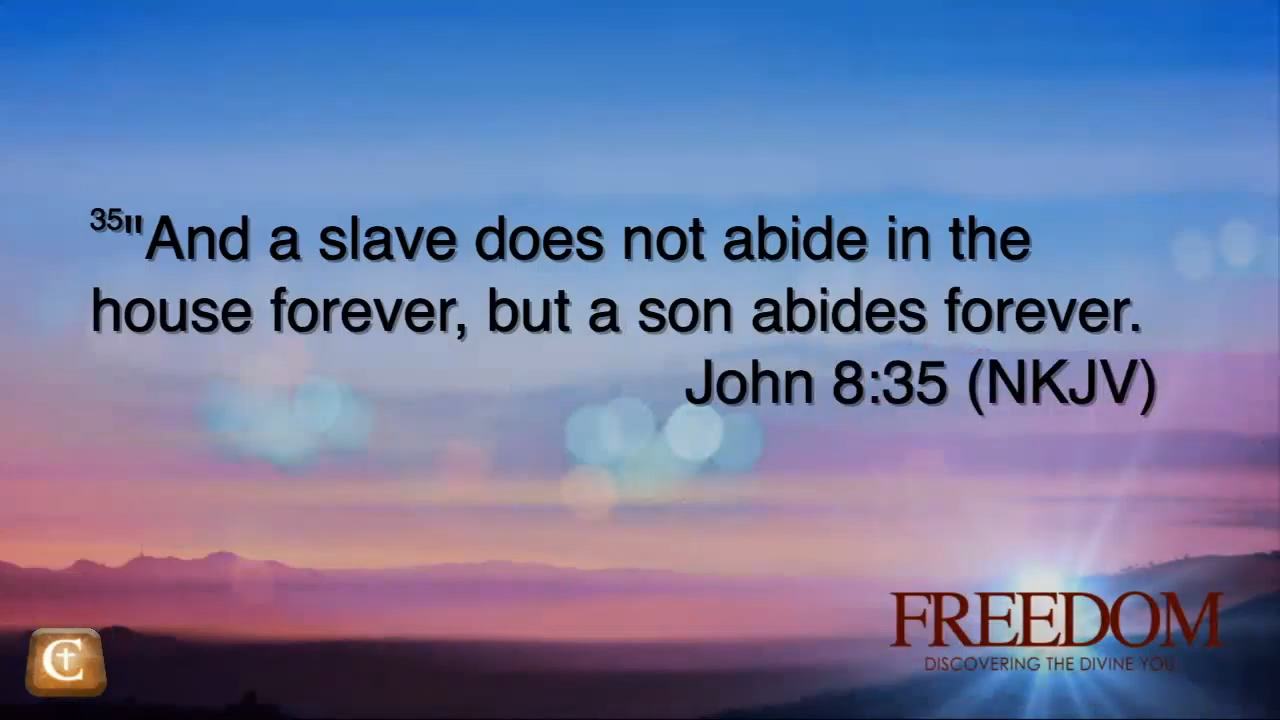 35"And a slave does not abide in the
house forever, but a son abides forever.
John 8:35 (NKJV)
FREEDOM
DISCOVERING THE DIVINE YOU
C